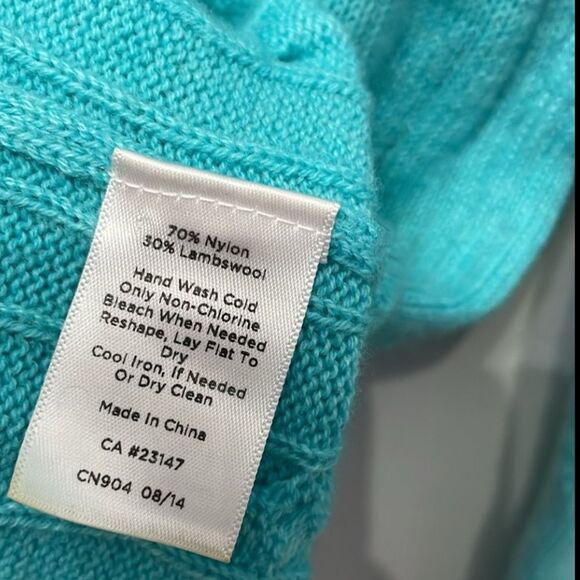 70% Nylon
30% Lambswool
Hand Wash Cold
Only Non-Chlorine
Bleach When Needed
Reshape, Lay Flat To
Dry
Cool Iron, If Needed
Or Dry Clean
Made In China
CA #23147
CN904 08/14